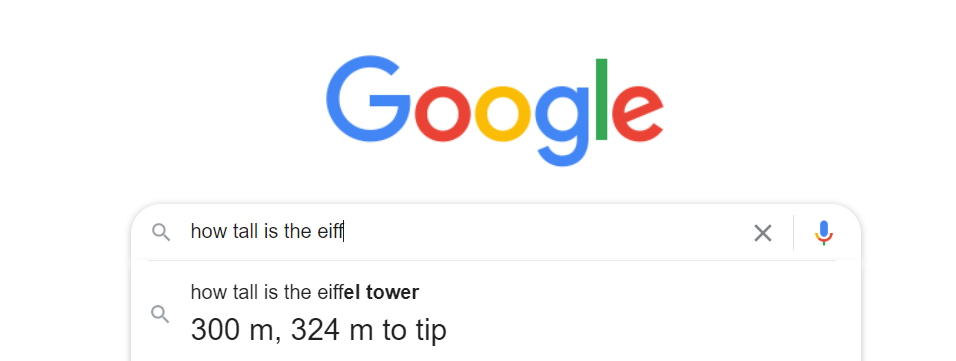 Google
how tall is the eiff
how tall is the eiffel tower
300 m, 324 m to tip